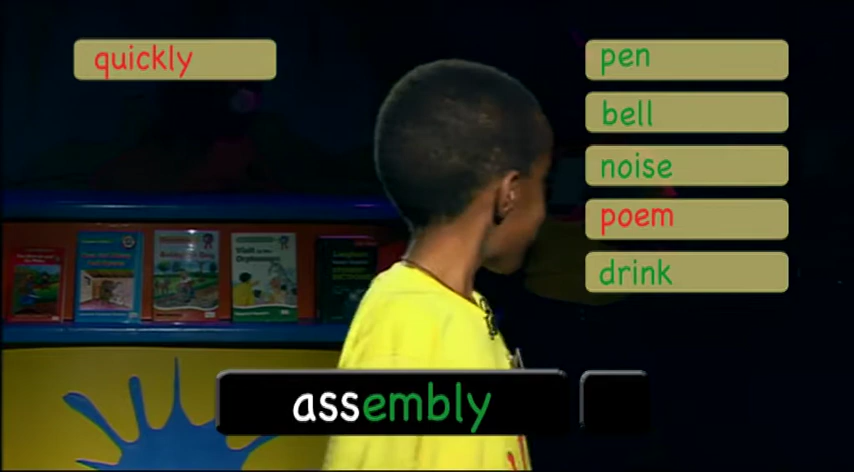 quickly
pen
bell
noise
poem
drink
assembly